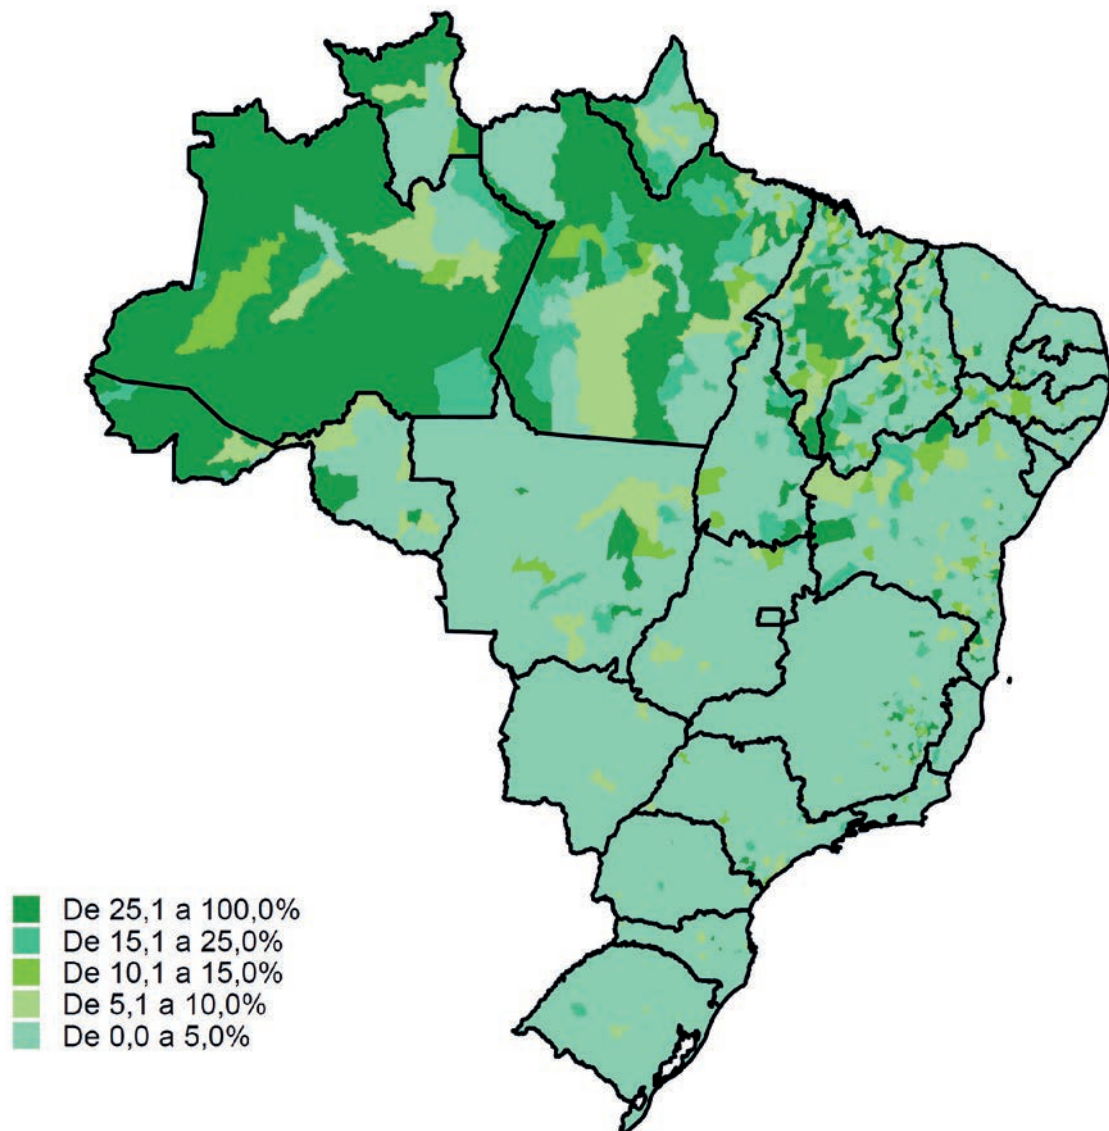 De 25,1 a 100,0%
De 15,1 a 25,0%
De 10,1 a 15,0%
De 5,1 a 10,0%
De 0,0 a 5,0%